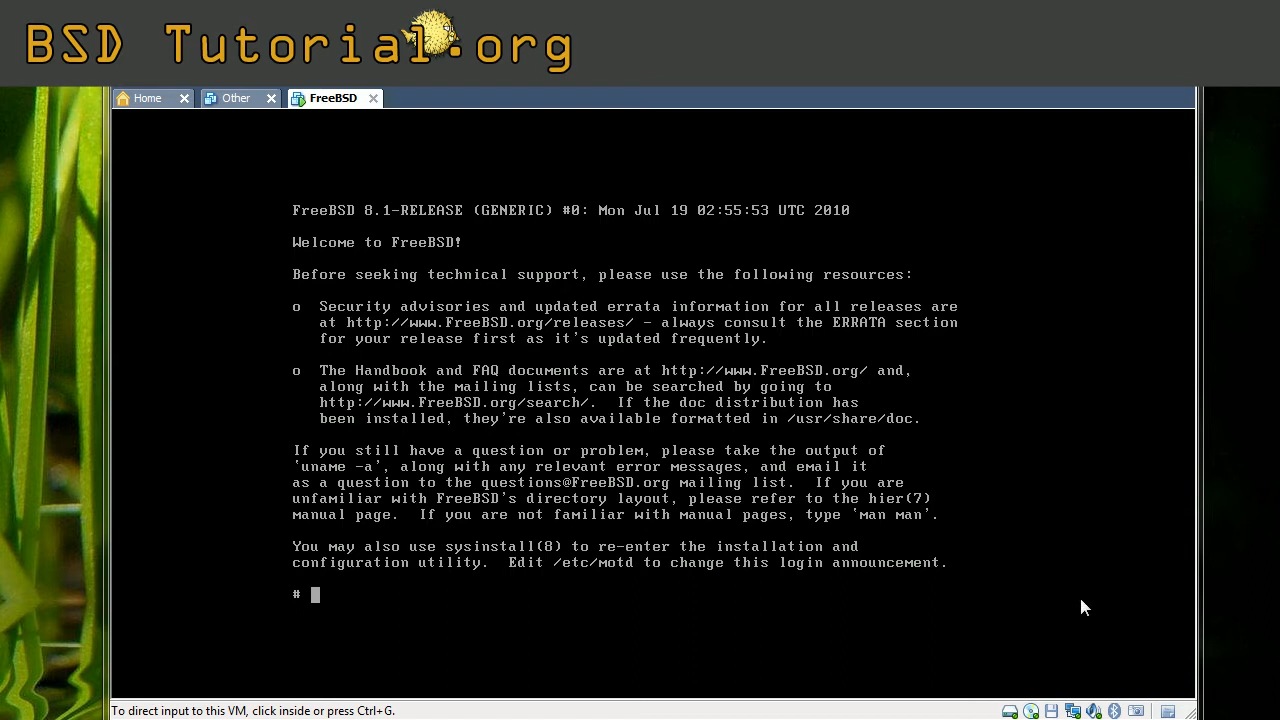 BSD Tutorial.org
Home Other FreeBSD
FreeBSD 8.1-RELEASE (GENERIC) #0: Mon Jul 19 02:55:53 UTC 2010
Welcome to FreeBSD!
Before seeking technical support, please use the following resources:
o Security advisories and updated errata information for all releases are
at http://www.FreeBSD.org/releases/ - always consult the ERRATA section
for your release first as it's updated frequently.
o The Handbook and FAQ documents are at http://www.FreeBSD.org/ and,
along with the mailing lists, can be searched by going to
http://www.FreeBSD.org/search/. If the doc distribution has
been installed, they're also available formatted in /usr/share/doc.
If you still have a question or problem, please take the output of
`uname -a', along with any relevant error messages, and email it
as a question to the questions@FreeBSD.org mailing list. If you are
unfamiliar with FreeBSD's directory layout, please refer to the hier(7)
manual page. If you are not familiar with manual pages, type `man man'.
You may also use sysinstall(8) to re-enter the installation and
configuration utility. Edit /etc/motd to change this login announcement.
#
To direct input to this VM, click inside or press Ctrl+G.